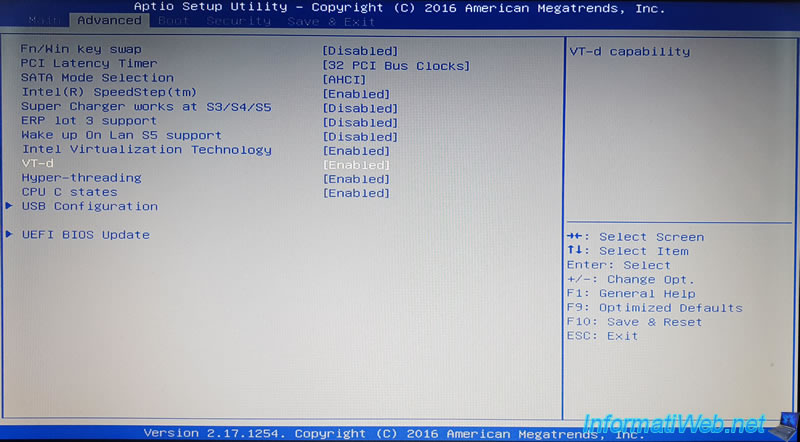 Aptio Setup Utility – Copyright (C) 2016 American Megatrends, Inc.
Main Advanced Boot Security Save & Exit
Fn/Win key swap [Disabled]
PCI Latency Timer [32 PCI Bus Clocks]
SATA Mode Selection [AHCI]
Intel(R) SpeedStep(tm) [Enabled]
Super Charger works at S3/S4/S5 [Disabled]
ERP lot 3 support [Disabled]
Wake up On Lan S5 support [Disabled]
Intel Virtualization Technology [Enabled]
VT-d [Enabled]
Hyper-threading [Enabled]
CPU C states [Enabled]
USB Configuration
UEFI BIOS Update
VT-d capability
→←: Select Screen
↑↓: Select Item
Enter: Select
+/-: Change Opt.
F1: General Help
F9: Optimized Defaults
F10: Save & Reset
ESC: Exit
Version 2.17.1254. Copyright (C) 2016 American Megatrends, Inc.
InformatiWeb.net